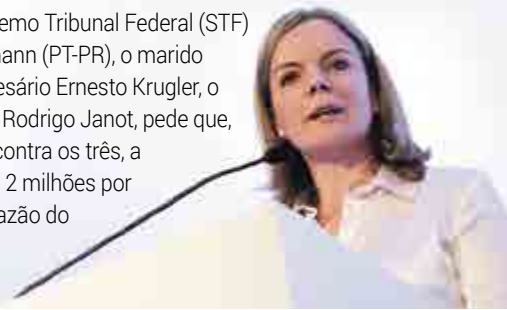 emo Tribunal Federal (STF)
ann (PT-PR), o marido
esário Ernesto Krugler, o
Rodrigo Janot, pede que,
contra os três, a
2 milhões por
azão do